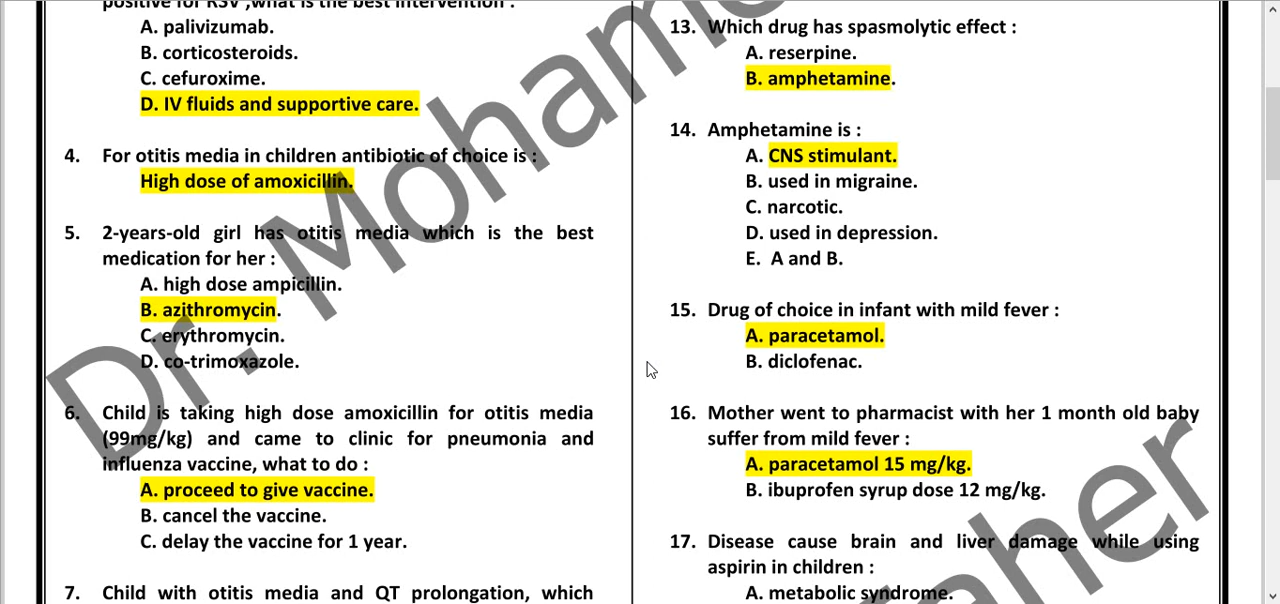 positive for RSV ,what is the best intervention :
A. palivizumab.
B. corticosteroids.
C. cefuroxime.
D. IV fluids and supportive care.
4. For otitis media in children antibiotic of choice is :
High dose of amoxicillin.
5. 2-years-old girl has otitis media which is the best
medication for her :
A. high dose ampicillin.
B. azithromycin.
C. erythromycin.
D. co-trimoxazole.
6. Child is taking high dose amoxicillin for otitis media
(99mg/kg) and came to clinic for pneumonia and
influenza vaccine, what to do :
A. proceed to give vaccine.
B. cancel the vaccine.
C. delay the vaccine for 1 year.
7. Child with otitis media and QT prolongation, which
13. Which drug has spasmolytic effect :
A. reserpine.
B. amphetamine.
14. Amphetamine is :
A. CNS stimulant.
B. used in migraine.
C. narcotic.
D. used in depression.
E. A and B.
15. Drug of choice in infant with mild fever :
A. paracetamol.
B. diclofenac.
16. Mother went to pharmacist with her 1 month old baby
suffer from mild fever :
A. paracetamol 15 mg/kg.
B. ibuprofen syrup dose 12 mg/kg.
17. Disease cause brain and liver damage while using
aspirin in children :
A. metabolic syndrome.
Dr. Moham